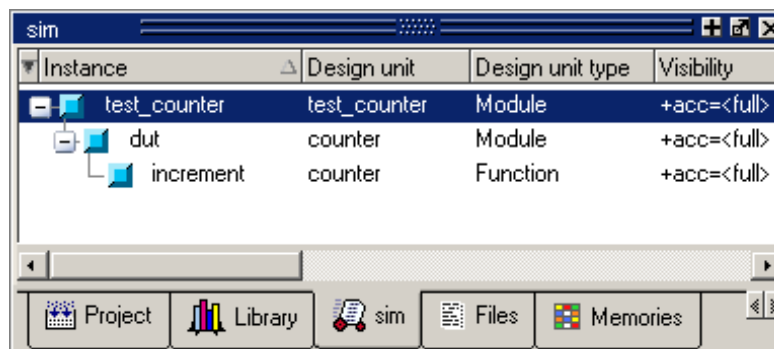 sim
Instance Design unit Design unit type Visibility
test_counter test_counter Module +acc=<full>
dut counter Module +acc=<full>
increment counter Function +acc=<full>
Project Library sim Files Memories